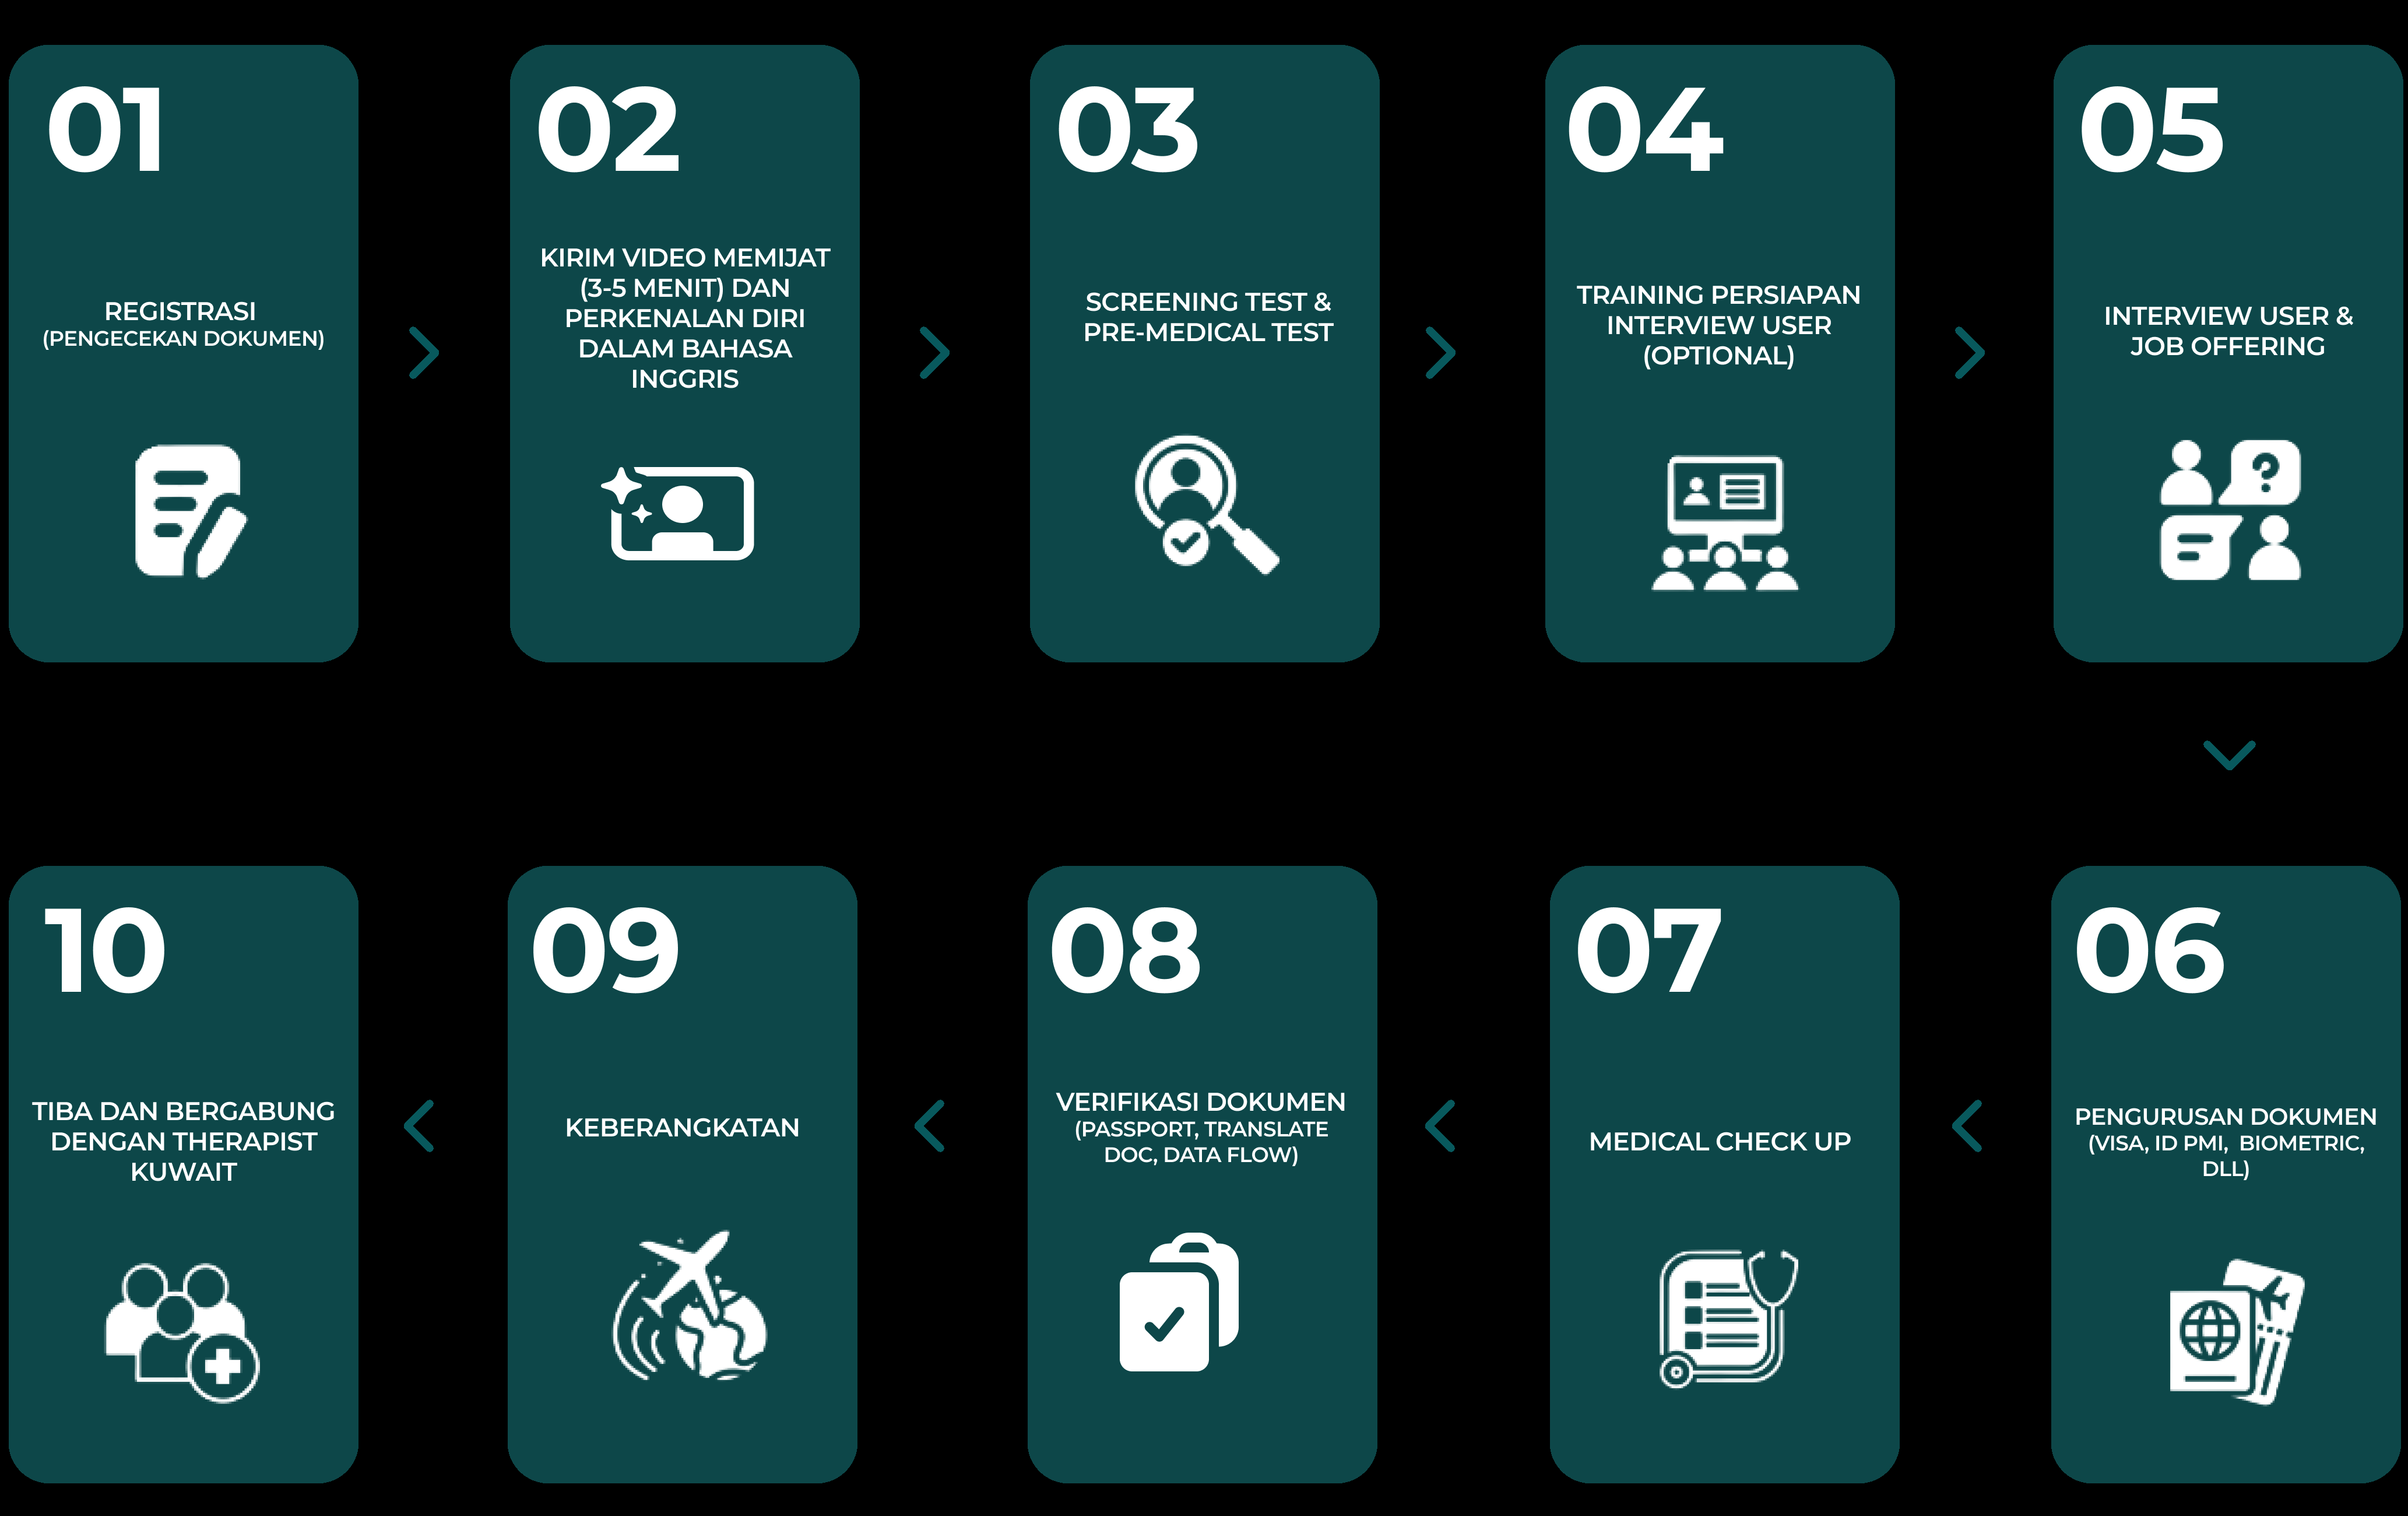 01
REGISTRASI
(PENGECEKAN DOKUMEN)
02
KIRIM VIDEO MEMIJAT
(3-5 MENIT) DAN
PERKENALAN DIRI
DALAM BAHASA
INGGRIS
03
SCREENING TEST &
PRE-MEDICAL TEST
04
TRAINING PERSIAPAN
INTERVIEW USER
(OPTIONAL)
05
INTERVIEW USER &
JOB OFFERING
06
PENGURUSAN DOKUMEN
(VISA, ID PMI, BIOMETRIC,
DLL)
07
MEDICAL CHECK UP
08
VERIFIKASI DOKUMEN
(PASSPORT, TRANSLATE
DOC, DATA FLOW)
09
KEBERANGKATAN
10
TIBA DAN BERGABUNG
DENGAN THERAPIST
KUWAIT